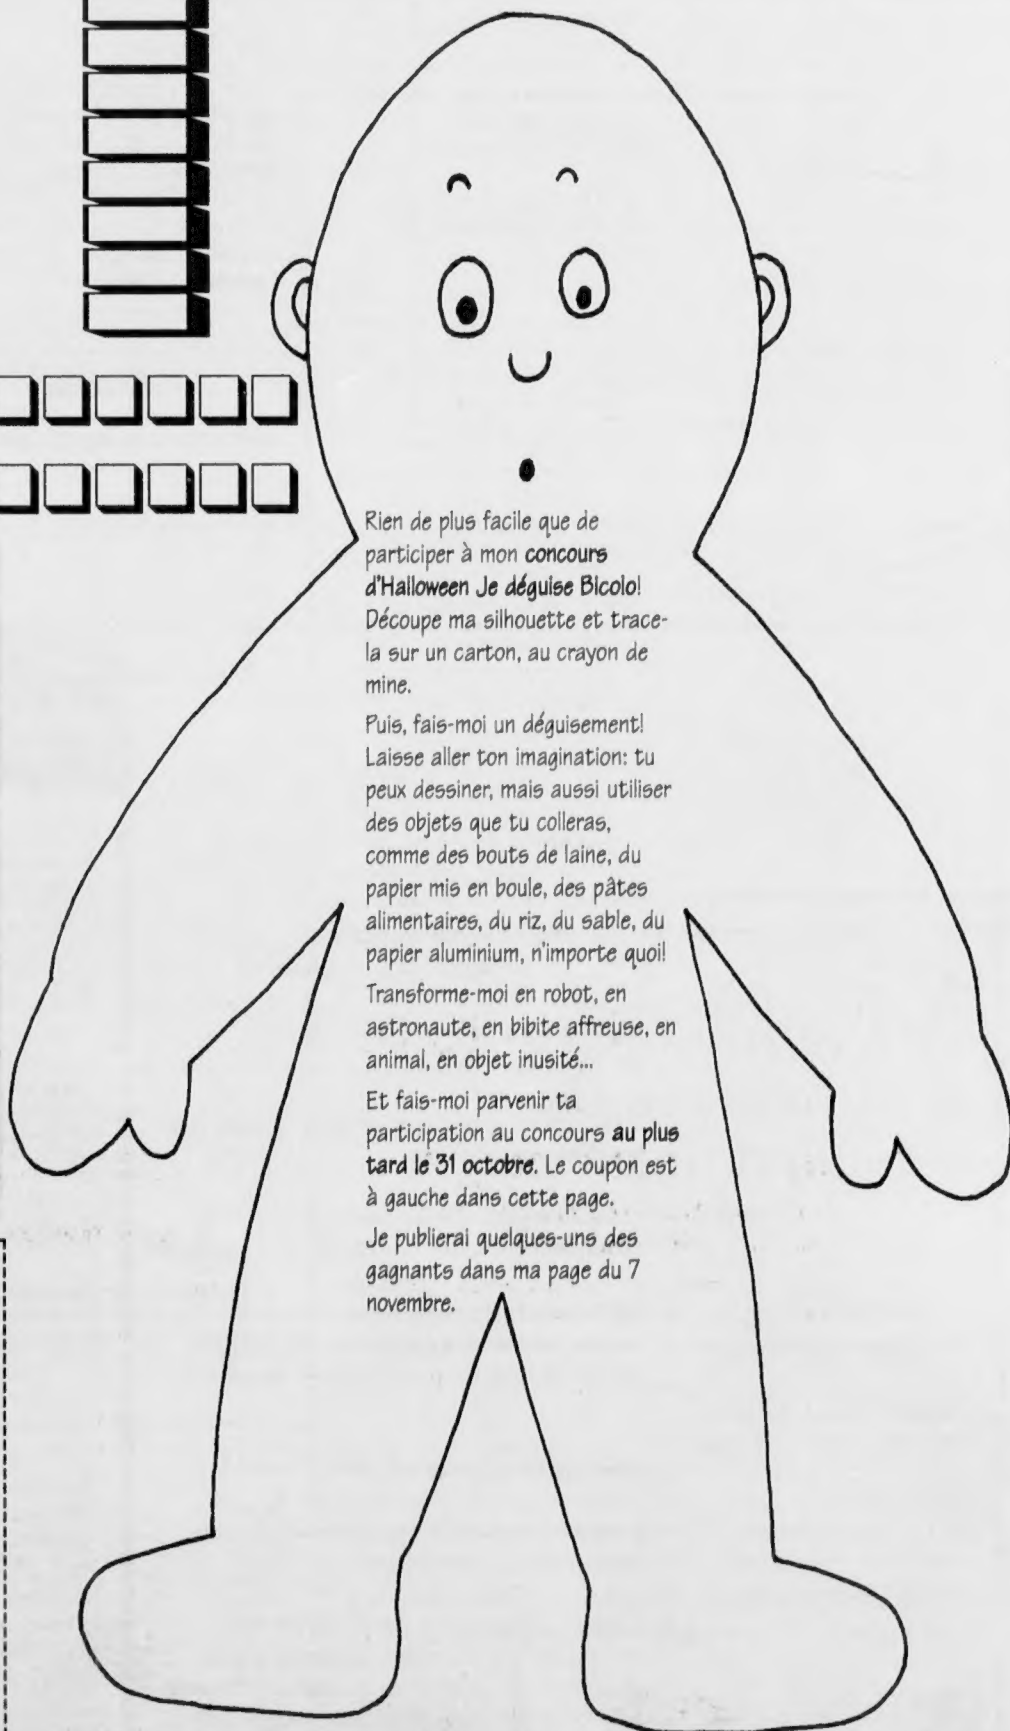 Rien de plus facile que de
participer à mon concours
d'Halloween Je déguise Bicolo!
Découpe ma silhouette et trace-
la sur un carton, au crayon de
mine.
Puis, fais-moi un déguisement!
Laisse aller ton imagination: tu
peux dessiner, mais aussi utiliser
des objets que tu colleras,
comme des bouts de laine, du
papier mis en boule, des pâtes
alimentaires, du riz, du sable, du
papier aluminium, n'importe quoi!
Transforme-moi en robot, en
astronaute, en bibite affreuse, en
animal, en objet inusité...
Et fais-moi parvenir ta
participation au concours au plus
tard le 31 octobre. Le coupon est
à gauche dans cette page.
Je publierai quelques-uns des
gagnants dans ma page du 7
novembre.